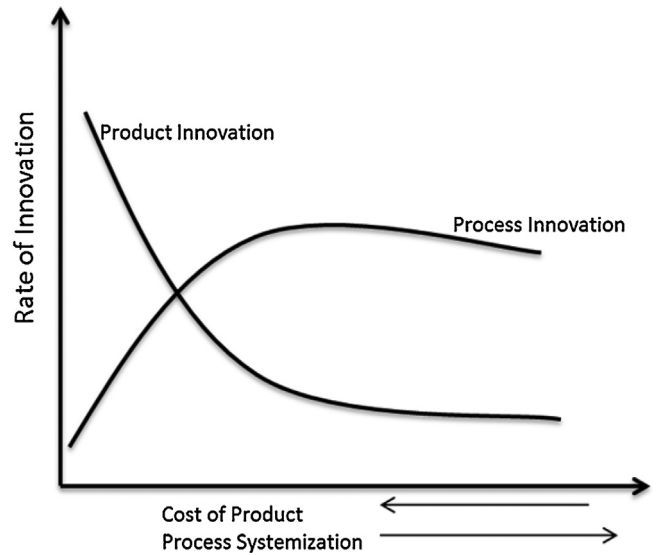 Rate of Innovation
Product Innovation
Process Innovation
Cost of Product
Process Systemization